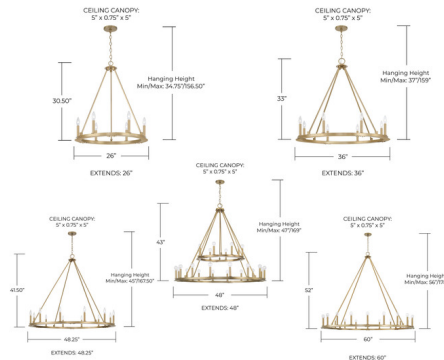 CEILING CANOPY:
5" x 0.75" x 5"
30.50"
Hanging Height
Min/Max: 34.75"/156.50"
26"
EXTENDS: 26"
CEILING CANOPY:
5" x 0.75" x 5"
33"
Hanging Height
Min/Max: 37"/159"
36"
EXTENDS: 36"
CEILING CANOPY:
5" x 0.75" x 5"
41.50"
Hanging Height
Min/Max: 45"/167.50"
48.25"
EXTENDS: 48.25"
CEILING CANOPY:
5" x 0.75" x 5"
43"
Hanging Height
Min/Max: 47"/169"
48"
EXTENDS: 48"
CEILING CANOPY:
5" x 0.75" x 5"
52"
Hanging Height
Min/Max: 56"/
60"
EXTENDS: 60"